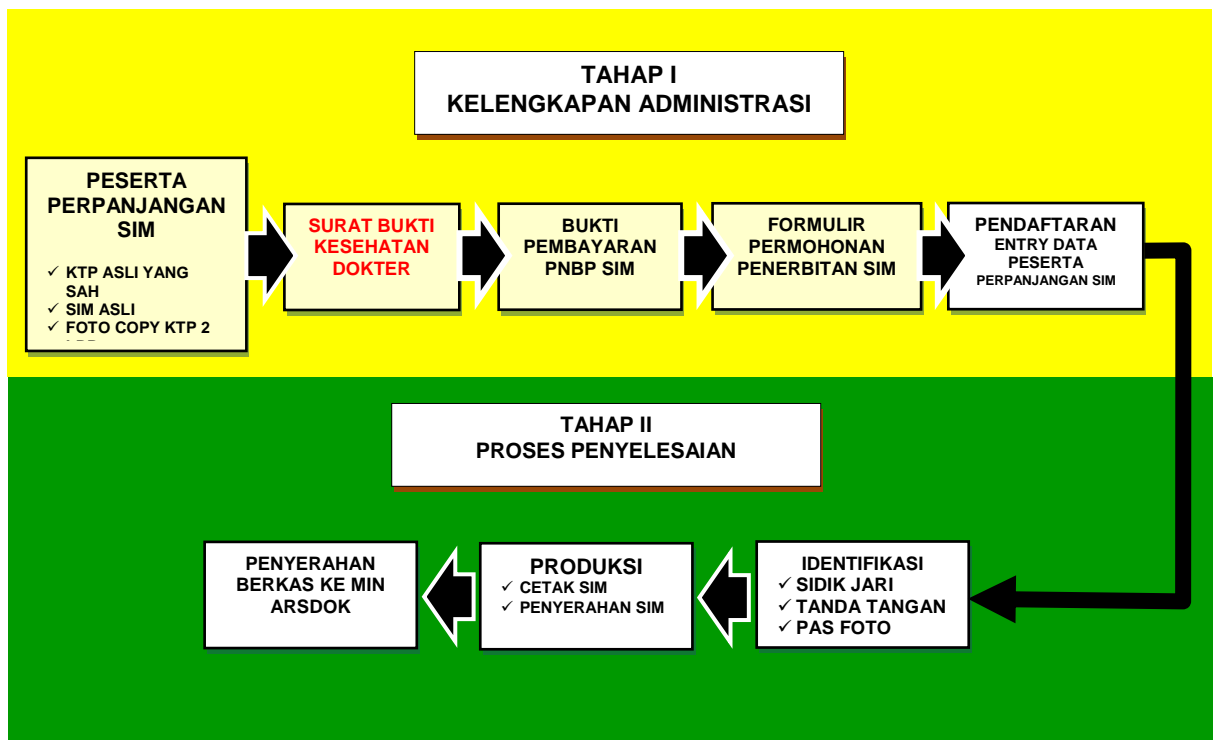 TAHAP I
KELENGKAPAN ADMINISTRASI
PESERTA
PERPANJANGAN
SIM
✓ KTP ASLI YANG
SAH
✓ SIM ASLI
✓ FOTO COPY KTP 2
SURAT BUKTI
KESEHATAN
DOKTER
BUKTI
PEMBAYARAN
PNBP SIM
FORMULIR
PERMOHONAN
PENERBITAN SIM
PENDAFTARAN
ENTRY DATA
PESERTA
PERPANJANGAN SIM
TAHAP II
PROSES PENYELESAIAN
IDENTIFIKASI
✓ SIDIK JARI
✓ TANDA TANGAN
✓ PAS FOTO
PRODUKSI
✓ CETAK SIM
✓ PENYERAHAN SIM
PENYERAHAN
BERKAS KE MIN
ARSDOK